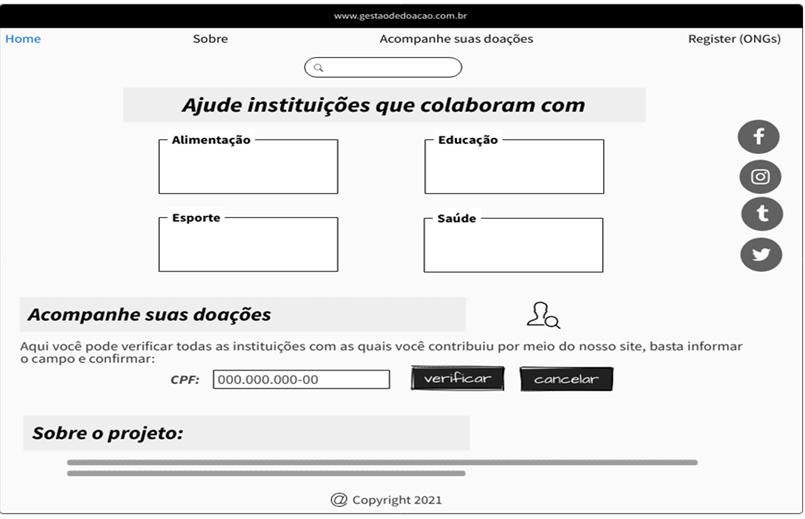 www.gestaodedoacao.com.br
Home Sobre Acompanhe suas doações Register (ONGs)
Ajude instituições que colaboram com
Alimentação Educação
Esporte Saúde
Acompanhe suas doações
Aqui você pode verificar todas as instituições com as quais você contribuiu por meio do nosso site, basta informar
o campo e confirmar:
CPF: 000.000.000-00 verificar cancelar
Sobre o projeto:
@ Copyright 2021